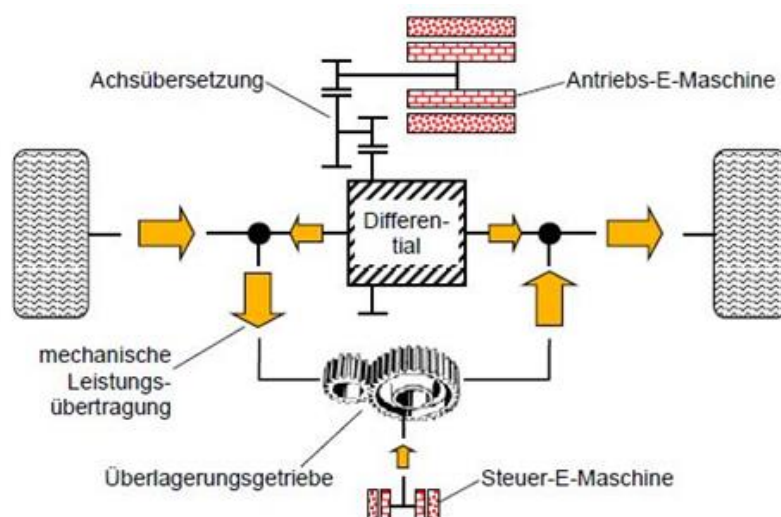 Achsübersetzung
Antriebs-E-Maschine
Differen-
tial
mechanische
Leistungs-
übertragung
Überlagerungsgetriebe
Steuer-E-Maschine